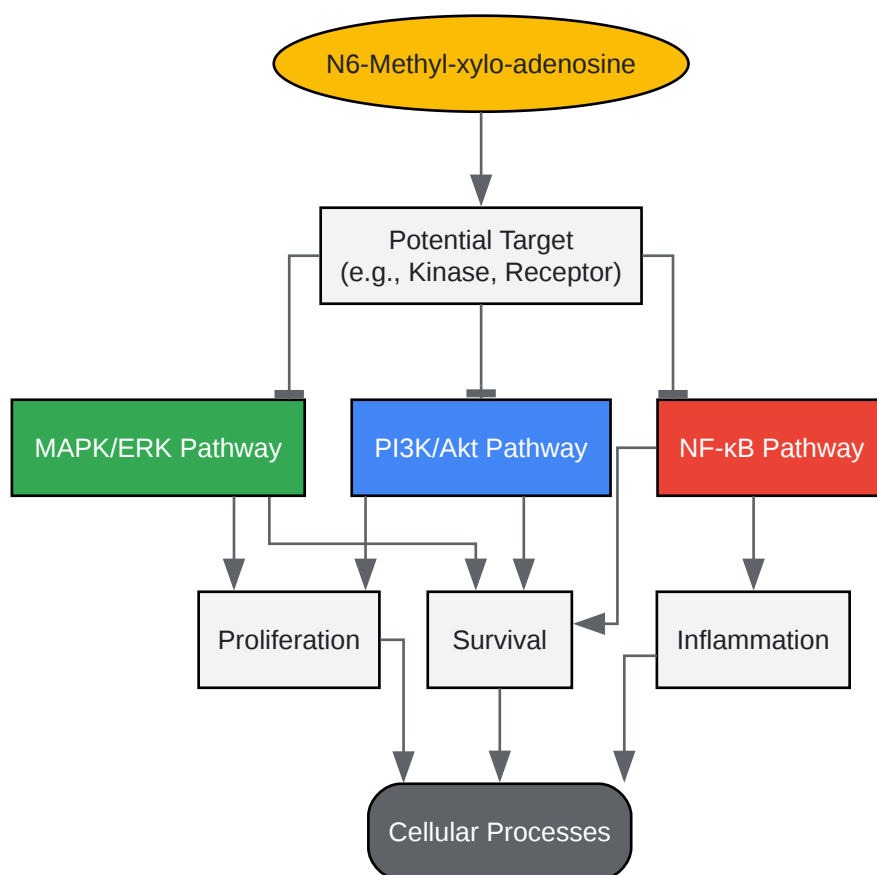 N6-Methyl-xylo-adenosine
Potential Target
(e.g., Kinase, Receptor)
MAPK/ERK Pathway
PI3K/Akt Pathway
NF-κB Pathway
Proliferation
Survival
Inflammation
Cellular Processes